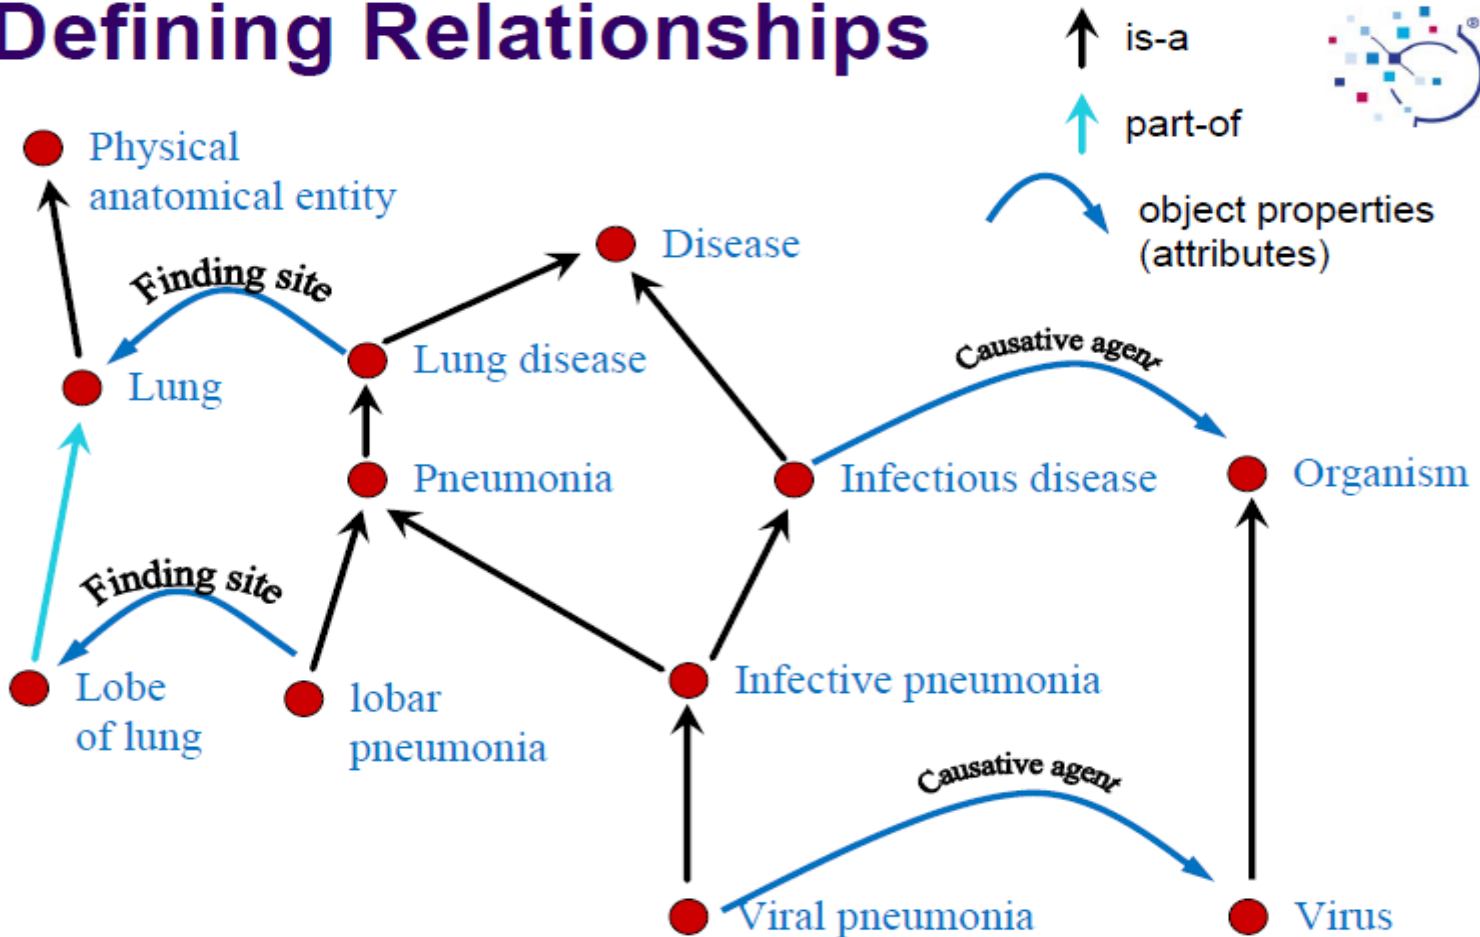 Defining Relationships
is-a
part-of
object properties
(attributes)
®
Physical
anatomical entity
Disease
Finding site
Lung disease
Lung
Causative agent
Pneumonia
Infectious disease
Organism
Finding site
Lobe
of lung
lobar
pneumonia
Infective pneumonia
Causative agent
Viral pneumonia
Virus